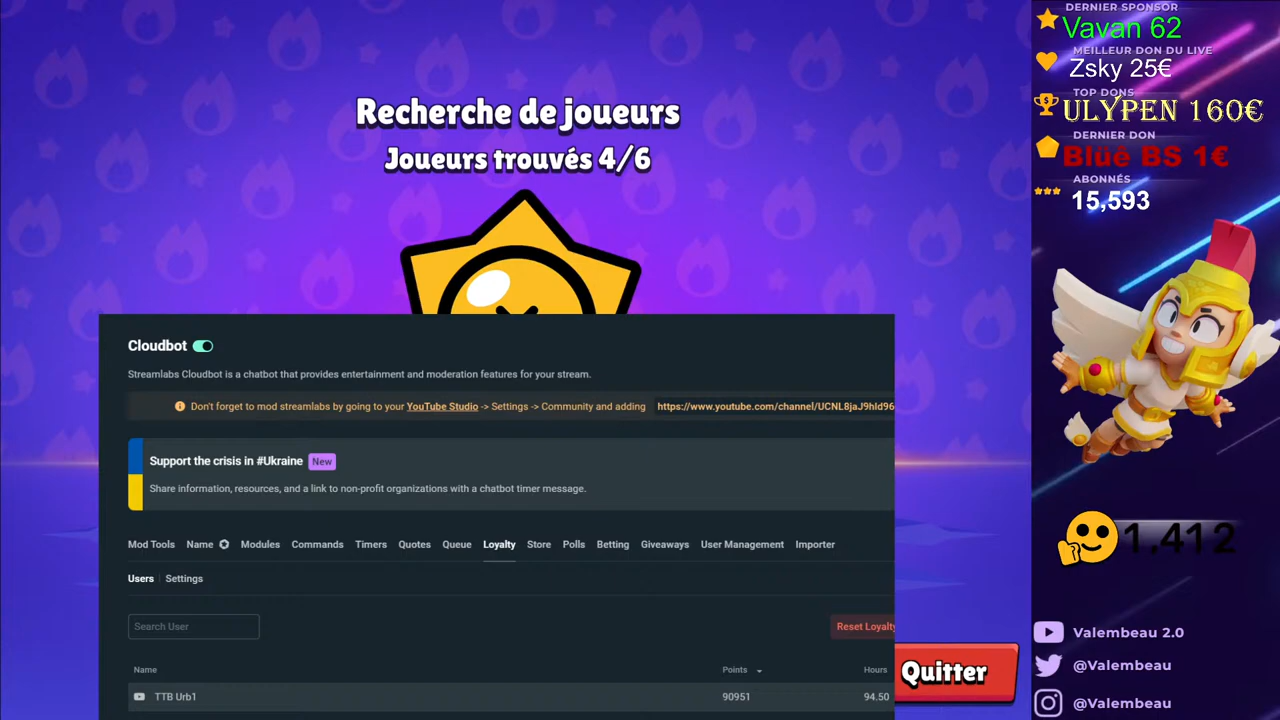 Recherche de joueurs
Joueurs trouvés 4/6
Cloudbot
Streamlabs Cloudbot is a chatbot that provides entertainment and moderation features for your stream.
Don't forget to mod streamlabs by going to your YouTube Studio -> Settings -> Community and adding https://www.youtube.com/channel/UCNL8jaJ9hId96
Support the crisis in #Ukraine New
Share information, resources, and a link to non-profit organizations with a chatbot timer message.
Mod Tools Name Modules Commands Timers Quotes Queue Loyalty Store Polls Betting Giveaways User Management Importer
Users Settings
Search User
Reset Loyalty
Name Points Hours
TTB Urb1 90951 94.50
Quitter
DERNIER SPONSOR
Vavan 62
MEILLEUR DON DU LIVE
Zsky 25€
TOP DONS
ULYPEN 160€
DERNIER DON
Blüê BS 1€
ABONNÉS
15,593
1,412
Valembeau 2.0
@Valembeau
@Valembeau